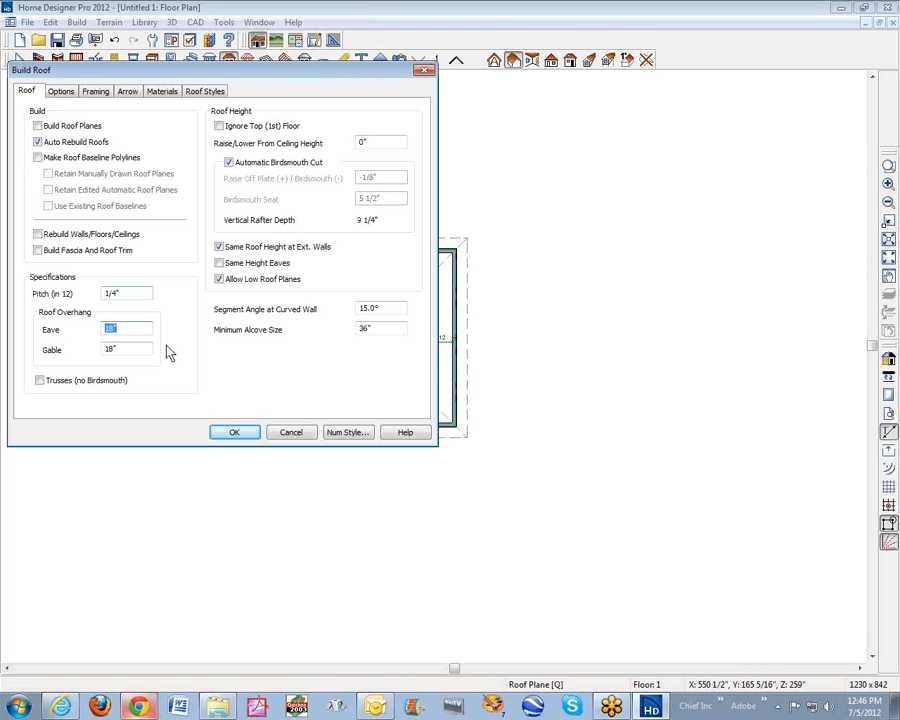 Home Designer Pro 2012 - [Untitled 1: Floor Plan]
File Edit Build Terrain Library 3D CAD Tools Window Help
Build Roof
Roof Options Framing Arrow Materials Roof Styles
Build
Build Roof Planes
Auto Rebuild Roofs
Make Roof Baseline Polylines
Retain Manually Drawn Roof Planes
Retain Edited Automatic Roof Planes
Use Existing Roof Baselines
Rebuild Walls/Floors/Ceilings
Build Fascia And Roof Trim
Specifications
Pitch (in 12) 1/4"
Roof Overhang
Eave 18"
Gable 18"
Trusses (no Birdsmouth)
Roof Height
Ignore Top (1st) Floor
Raise/Lower From Ceiling Height 0"
Automatic Birdsmouth Cut
Raise Off Plate (+) / Birdsmouth (-) -1/8"
Birdsmouth Seat 5 1/2"
Vertical Rafter Depth 9 1/4"
Same Roof Height at Ext. Walls
Same Height Eaves
Allow Low Roof Planes
Segment Angle at Curved Wall 15.0°
Minimum Alcove Size 36"
OK Cancel Num Style... Help
12
Roof Plane [Q] Floor: 1 X: 550 1/2", Y: 165 5/16", Z: 259" 1230 x 842
Chief Inc » Adobe » 12:46 PM
7/5/2012